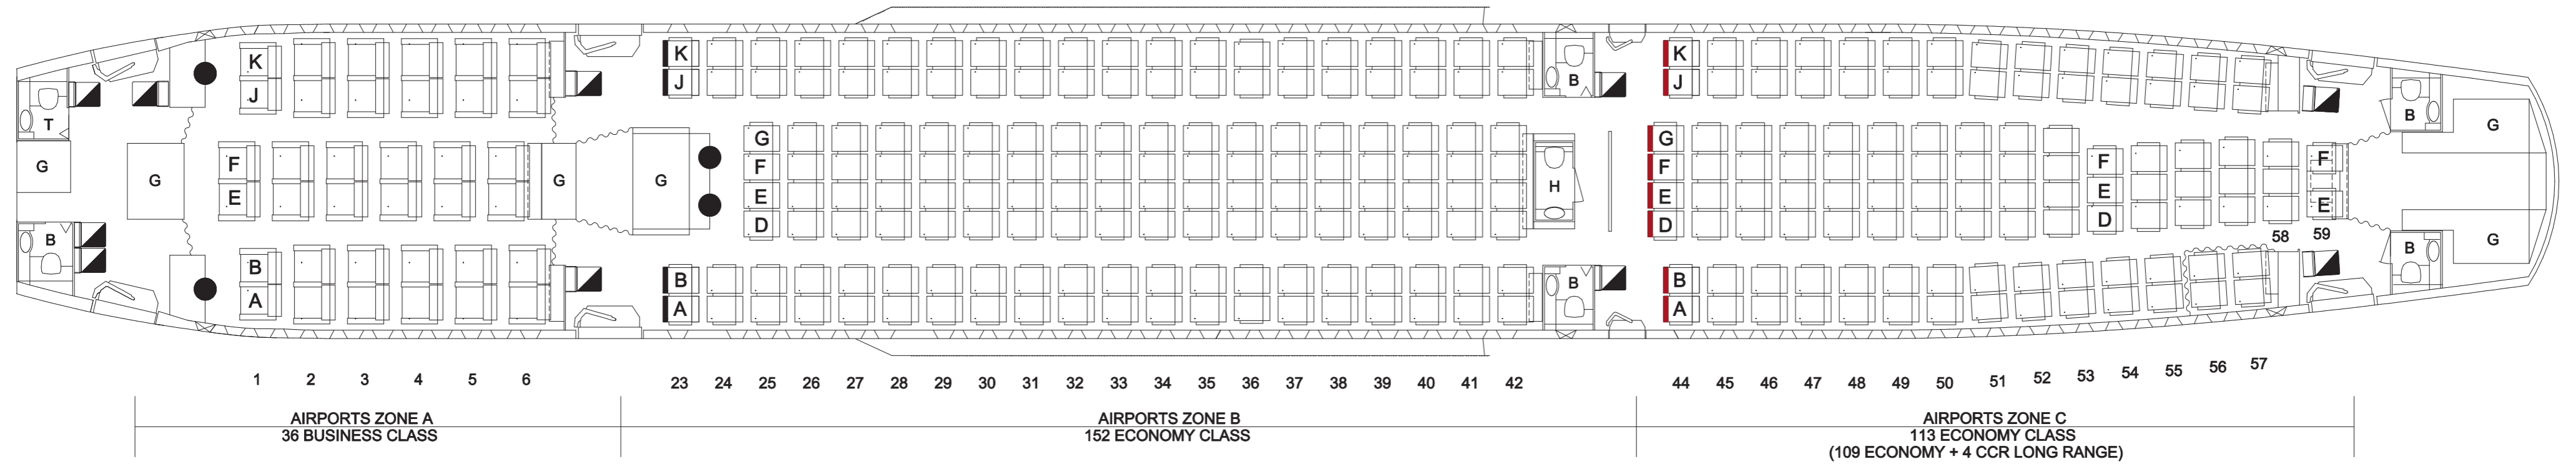 K K K
J J J
T B B
G F
E G G G
G F E D
H
G F E D
F E D
F
E
G
G
B B B B
A A A
B B
58 59
1 2 3 4 5 6 23 24 25 26 27 28 29 30 31 32 33 34 35 36 37 38 39 40 41 42 44 45 46 47 48 49 50 51 52 53 54 55 56 57
AIRPORTS ZONE A AIRPORTS ZONE B AIRPORTS ZONE C
36 BUSINESS CLASS 152 ECONOMY CLASS 113 ECONOMY CLASS
(109 ECONOMY + 4 CCR LONG RANGE)